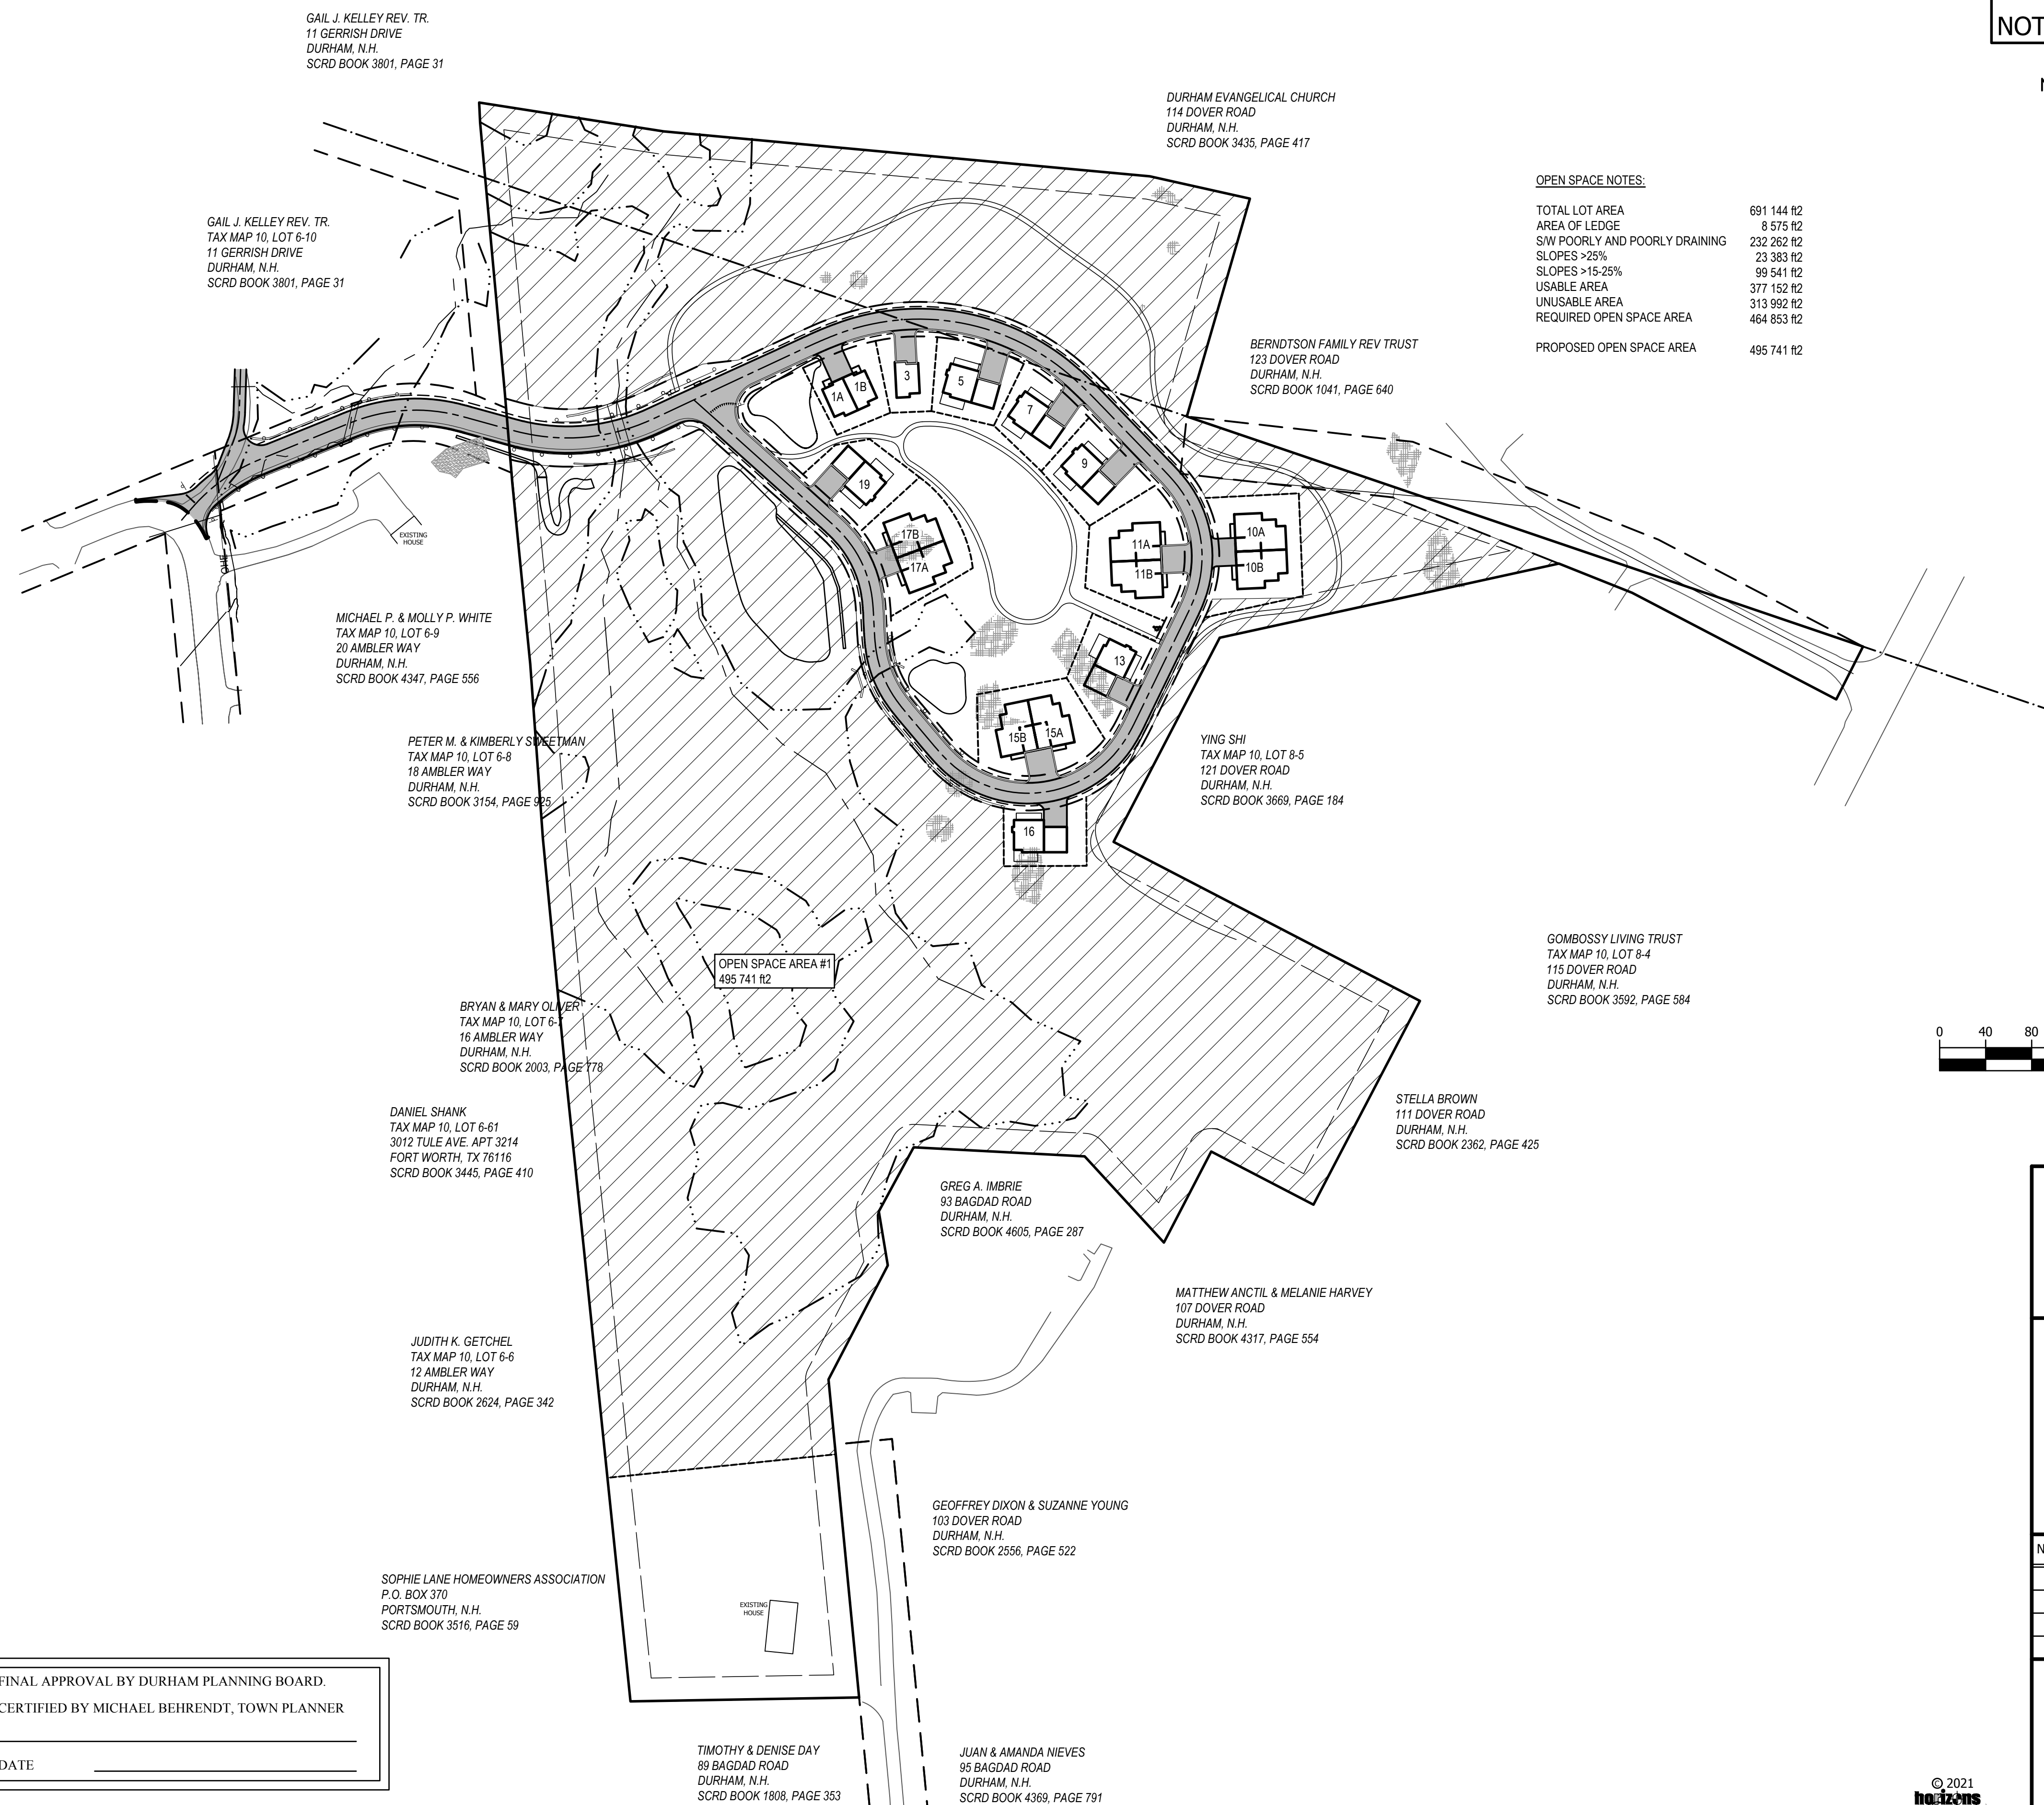 NOT
GAIL J. KELLEY REV. TR.
11 GERRISH DRIVE
DURHAM, N.H.
SCRD BOOK 3801, PAGE 31
DURHAM EVANGELICAL CHURCH
114 DOVER ROAD
DURHAM, N.H.
SCRD BOOK 3435, PAGE 417
OPEN SPACE NOTES:
TOTAL LOT AREA 691 144 ft2
AREA OF LEDGE 8 575 ft2
S/W POORLY AND POORLY DRAINING 232 262 ft2
SLOPES >25% 23 383 ft2
SLOPES >15-25% 99 541 ft2
USABLE AREA 377 152 ft2
UNUSABLE AREA 313 992 ft2
REQUIRED OPEN SPACE AREA 464 853 ft2
PROPOSED OPEN SPACE AREA 495 741 ft2
GAIL J. KELLEY REV. TR.
TAX MAP 10, LOT 6-10
11 GERRISH DRIVE
DURHAM, N.H.
SCRD BOOK 3801, PAGE 31
BERNDTSON FAMILY REV TRUST
123 DOVER ROAD
DURHAM, N.H.
SCRD BOOK 1041, PAGE 640
1A
1B
3
5
7
9
19
17B
17A
11A
11B
10A
10B
13
15B
15A
16
EXISTING
HOUSE
OHE
MICHAEL P. & MOLLY P. WHITE
TAX MAP 10, LOT 6-9
20 AMBLER WAY
DURHAM, N.H.
SCRD BOOK 4347, PAGE 556
PETER M. & KIMBERLY SWEETMAN
TAX MAP 10, LOT 6-8
18 AMBLER WAY
DURHAM, N.H.
SCRD BOOK 3154, PAGE 925
YING SHI
TAX MAP 10, LOT 8-5
121 DOVER ROAD
DURHAM, N.H.
SCRD BOOK 3669, PAGE 184
GOMBOSSY LIVING TRUST
TAX MAP 10, LOT 8-4
115 DOVER ROAD
DURHAM, N.H.
SCRD BOOK 3592, PAGE 584
OPEN SPACE AREA #1
495 741 ft2
0 40 80
BRYAN & MARY OLIVER
TAX MAP 10, LOT 6-7
16 AMBLER WAY
DURHAM, N.H.
SCRD BOOK 2003, PAGE 778
DANIEL SHANK
TAX MAP 10, LOT 6-61
3012 TULE AVE. APT 3214
FORT WORTH, TX 76116
SCRD BOOK 3445, PAGE 410
STELLA BROWN
111 DOVER ROAD
DURHAM, N.H.
SCRD BOOK 2362, PAGE 425
GREG A. IMBRIE
93 BAGDAD ROAD
DURHAM, N.H.
SCRD BOOK 4605, PAGE 287
MATTHEW ANCTIL & MELANIE HARVEY
107 DOVER ROAD
DURHAM, N.H.
SCRD BOOK 4317, PAGE 554
JUDITH K. GETCHEL
TAX MAP 10, LOT 6-6
12 AMBLER WAY
DURHAM, N.H.
SCRD BOOK 2624, PAGE 342
GEOFFREY DIXON & SUZANNE YOUNG
103 DOVER ROAD
DURHAM, N.H.
SCRD BOOK 2556, PAGE 522
SOPHIE LANE HOMEOWNERS ASSOCIATION
P.O. BOX 370
PORTSMOUTH, N.H.
SCRD BOOK 3516, PAGE 59
EXISTING
HOUSE
FINAL APPROVAL BY DURHAM PLANNING BOARD.
CERTIFIED BY MICHAEL BEHRENDT, TOWN PLANNER
DATE
TIMOTHY & DENISE DAY
89 BAGDAD ROAD
DURHAM, N.H.
SCRD BOOK 1808, PAGE 353
JUAN & AMANDA NIEVES
95 BAGDAD ROAD
DURHAM, N.H.
SCRD BOOK 4369, PAGE 791
© 2021
horizons